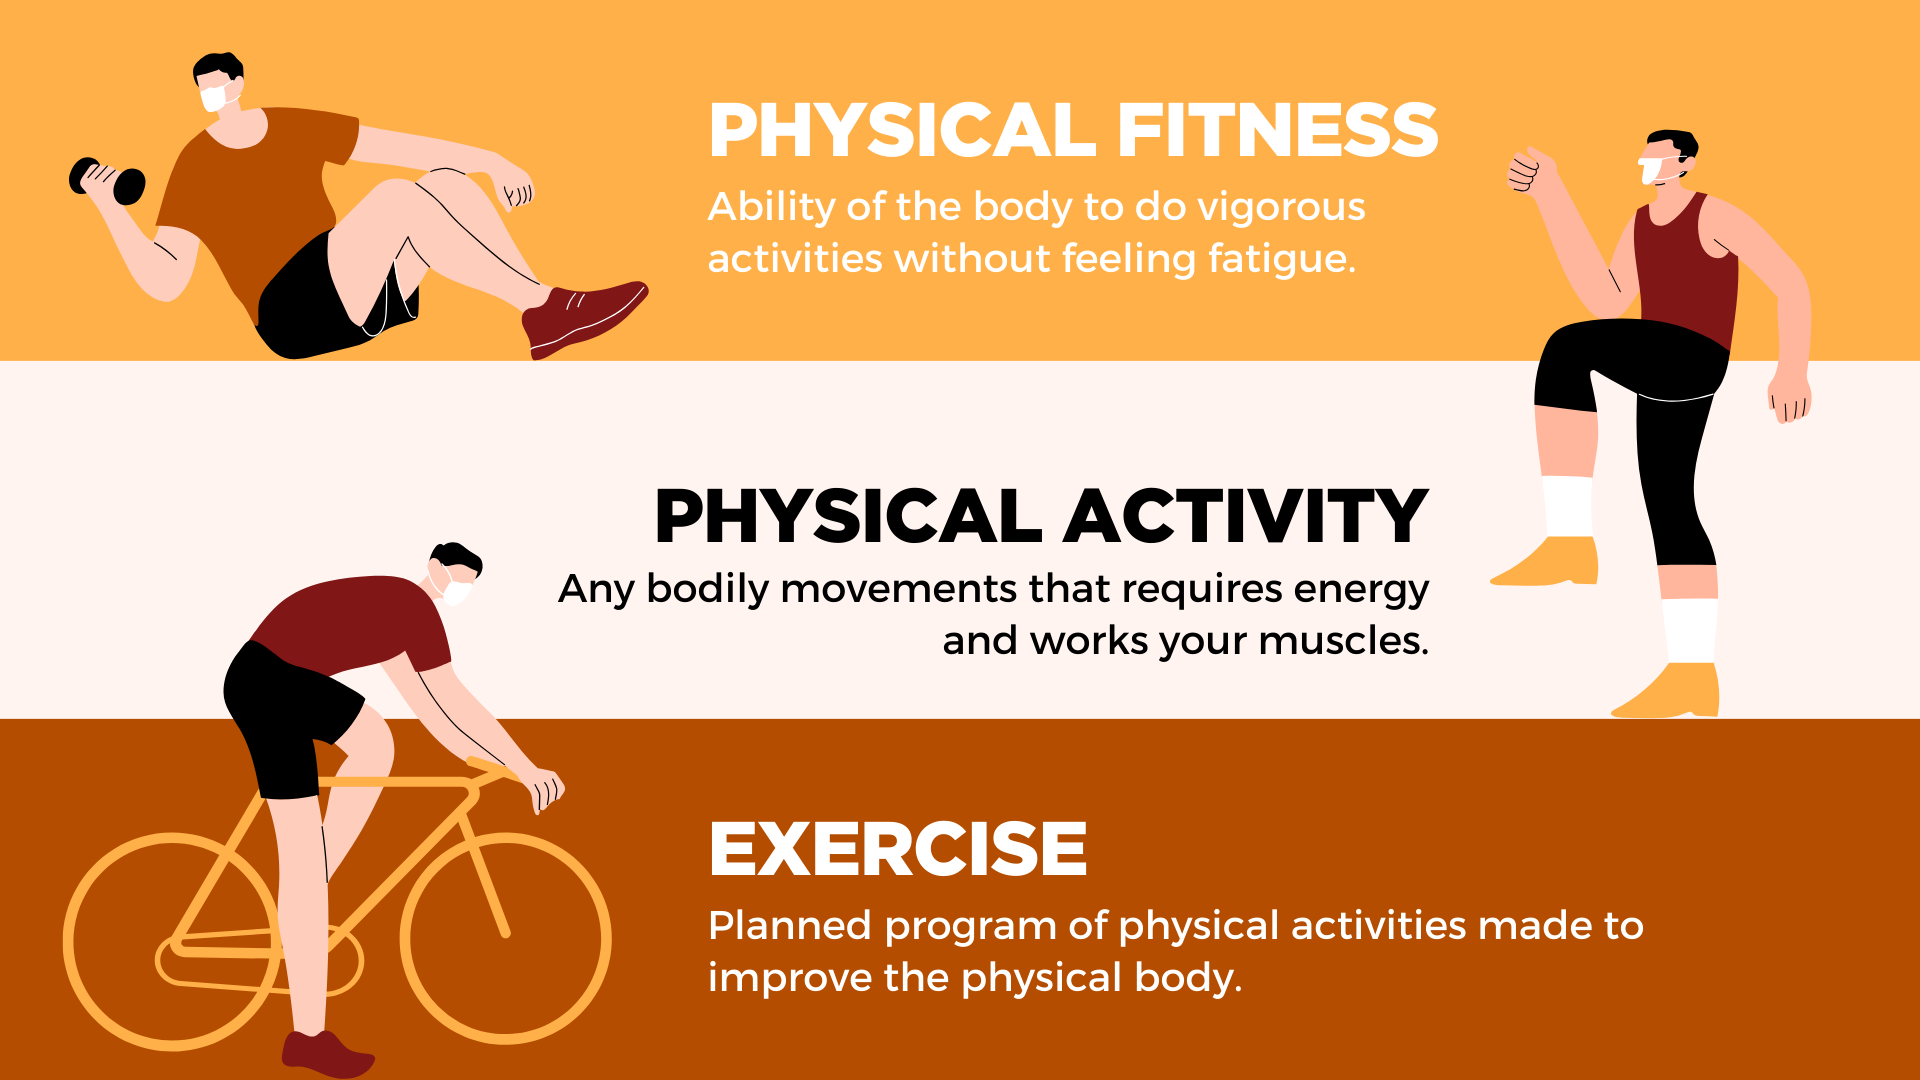 PHYSICAL FITNESS
Ability of the body to do vigorous
activities without feeling fatigue.
PHYSICAL ACTIVITY
Any bodily movements that requires energy
and works your muscles.
EXERCISE
Planned program of physical activities made to
improve the physical body.